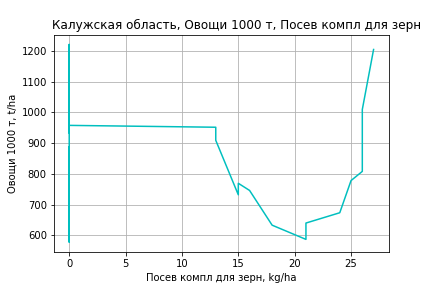 Калужская область, Овощи 1000 т, Посев компл для зерн
1200
1100
1000
900
800
700
600
Овощи 1000 т, t/ha
0 5 10 15 20 25
Посев компл для зерн, kg/ha